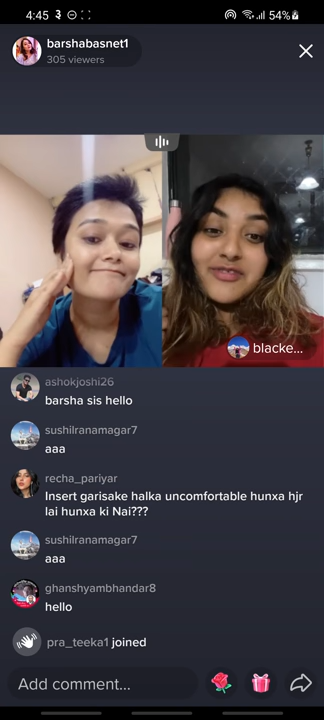 4:45
54%
barshabasnet1
305 viewers
blacke...
ashokjoshi26
barsha sis hello
sushilranamagar7
aaa
recha_pariyar
Insert garisake halka uncomfortable hunxa hjr
lai hunxa ki Nai???
sushilranamagar7
aaa
ghanshyambhandar8
hello
pra_teeka1 joined
Add comment...